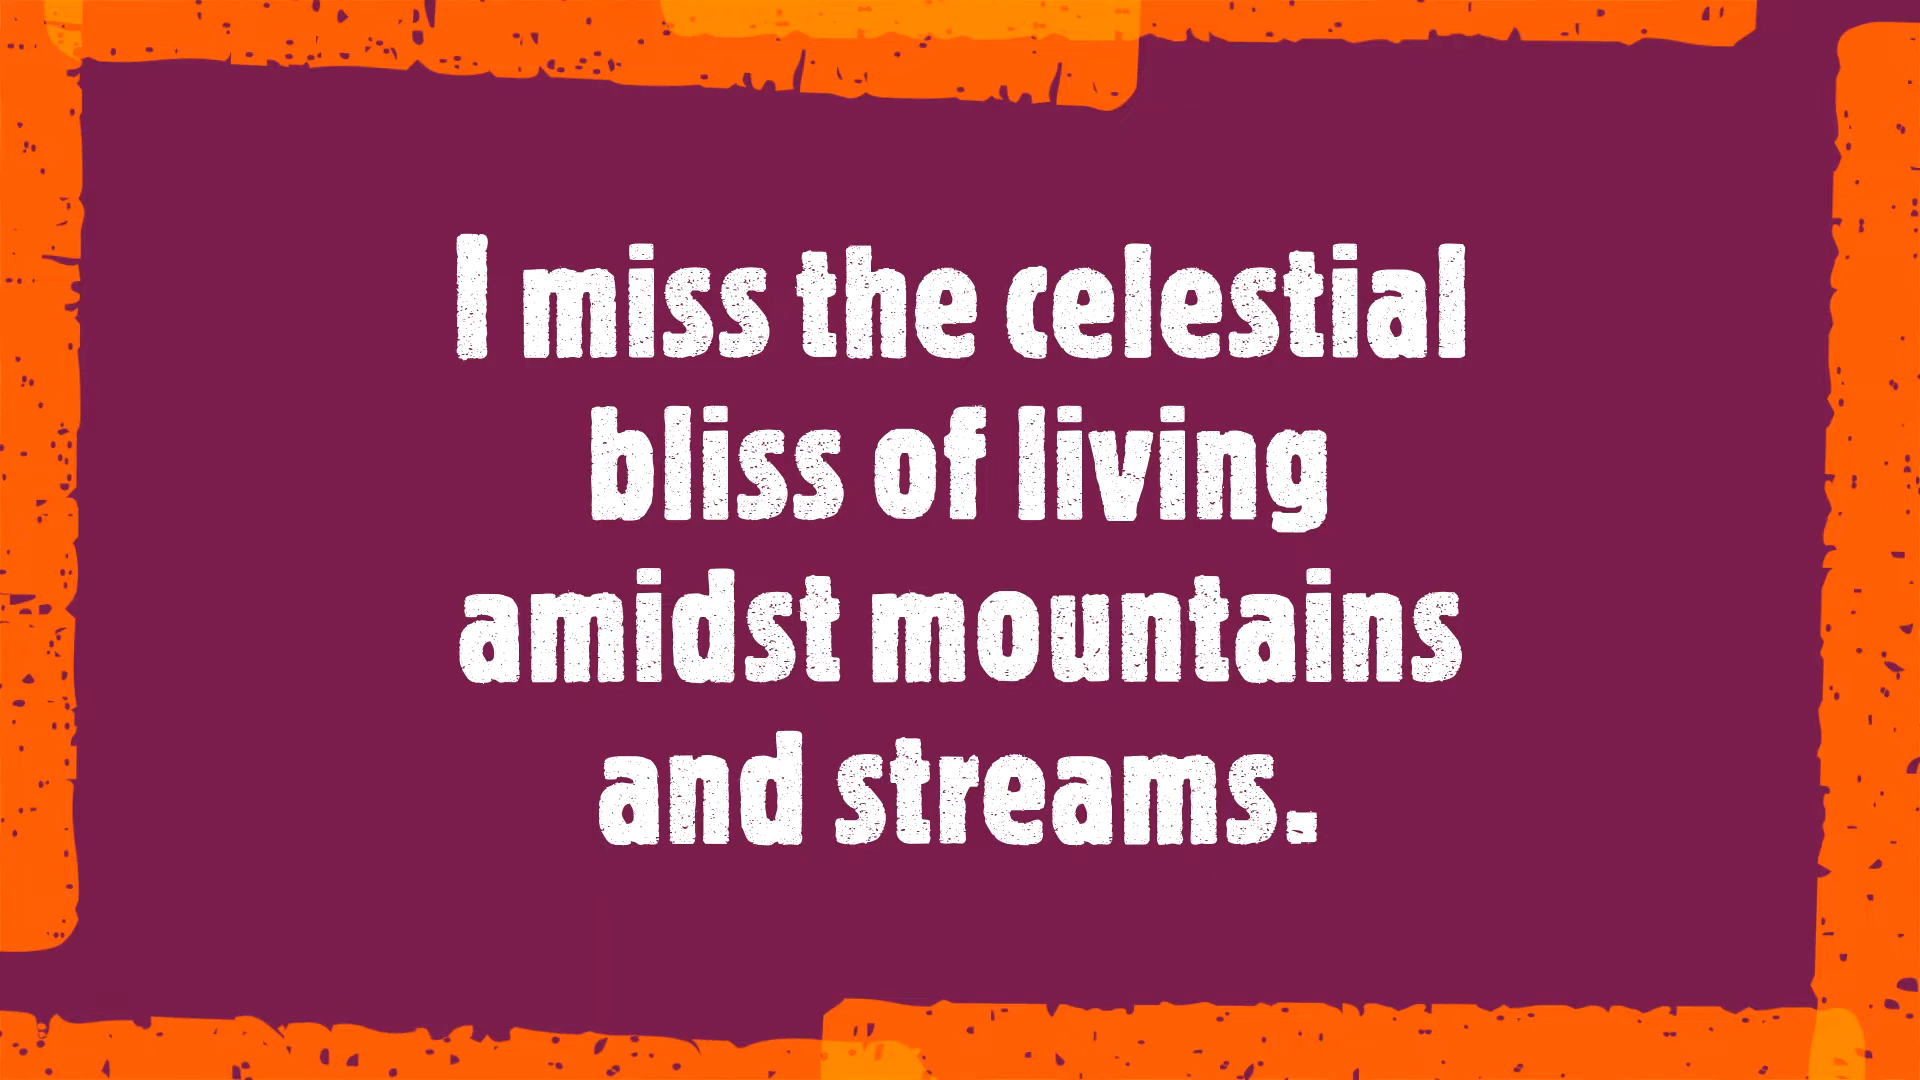 I miss the celestial
bliss of living
amidst mountains
and streams.